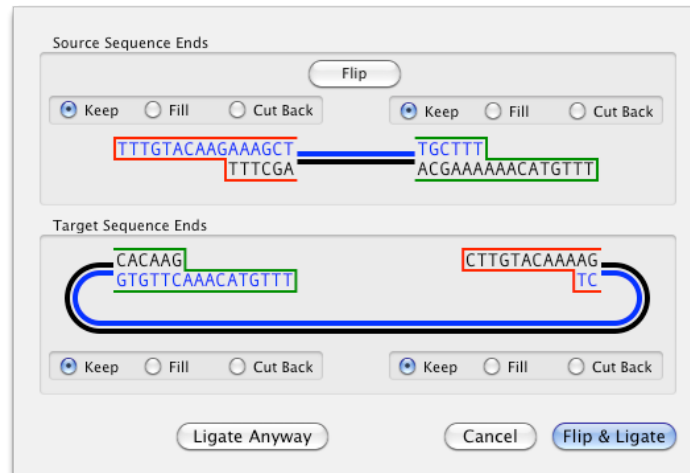 Source Sequence Ends
Flip
Keep Fill Cut Back Keep Fill Cut Back
TTTGTACAAGAAAGCT TGCTTT
TTTCGA ACGAAAAAACATGTTT
Target Sequence Ends
CACAAG CTTGTACAAAAG
GTGTTCAAACATGTTT TC
Keep Fill Cut Back Keep Fill Cut Back
Ligate Anyway Cancel Flip & Ligate